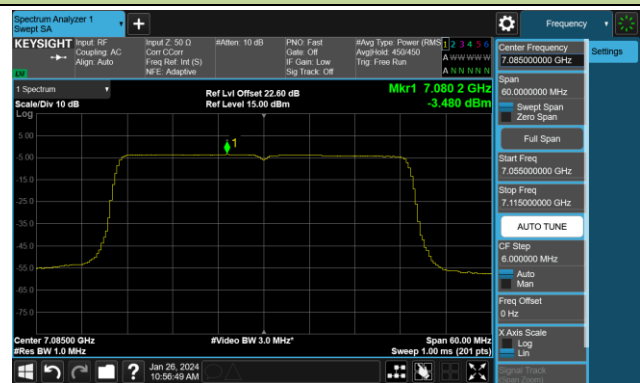 Spectrum Analyzer 1
Swept SA
Frequency
KEYSIGHT
Input: RF
Coupling: AC
Align: Auto
Input Z: 50 Ω
Corr CCorr
Freq Ref: Int (S)
NFE: Adaptive
#Atten: 10 dB
PNO: Fast
Gate: Off
IF Gain: Low
Sig Track: Off
#Avg Type: Power (RMS)
Avg|Hold: 450/450
Trig: Free Run
1 2 3 4 5 6
A W W W W W
A N N N N N
1 Spectrum
Scale/Div 10 dB
Log
Ref Lvl Offset 22.60 dB
Ref Level 15.00 dBm
Mkr1 7.080 2 GHz
-3.480 dBm
1
5.00
-5.00
-15.0
-25.0
-35.0
-45.0
-55.0
-65.0
-75.0
Center 7.08500 GHz
#Res BW 1.0 MHz
#Video BW 3.0 MHz*
Span 60.00 MHz
Sweep 1.00 ms (201 pts)
Jan 26, 2024
10:56:49 AM
Center Frequency
7.085000000 GHz
Settings
Span
60.0000000 MHz
Swept Span
Zero Span
Full Span
Start Freq
7.055000000 GHz
Stop Freq
7.115000000 GHz
AUTO TUNE
CF Step
6.000000 MHz
Auto
Man
Freq Offset
0 Hz
X Axis Scale
Log
Lin
Signal Track
(Span Zoom)